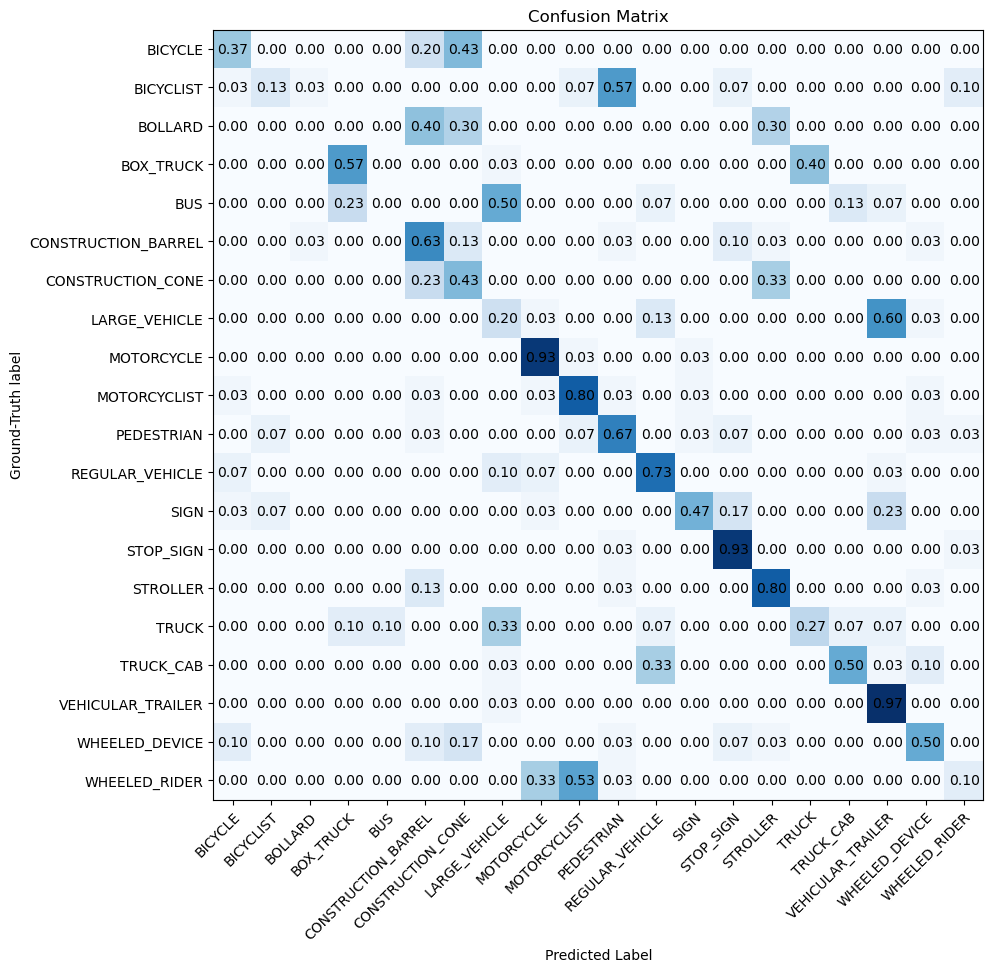 Confusion Matrix
BICYCLE 0.37 0.00 0.00 0.00 0.00 0.20 0.43 0.00 0.00 0.00 0.00 0.00 0.00 0.00 0.00 0.00 0.00 0.00 0.00 0.00
BICYCLIST 0.03 0.13 0.03 0.00 0.00 0.00 0.00 0.00 0.00 0.07 0.57 0.00 0.00 0.07 0.00 0.00 0.00 0.00 0.00 0.10
BOLLARD 0.00 0.00 0.00 0.00 0.00 0.40 0.30 0.00 0.00 0.00 0.00 0.00 0.00 0.00 0.30 0.00 0.00 0.00 0.00 0.00
BOX_TRUCK 0.00 0.00 0.00 0.57 0.00 0.00 0.00 0.03 0.00 0.00 0.00 0.00 0.00 0.00 0.00 0.40 0.00 0.00 0.00 0.00
BUS 0.00 0.00 0.00 0.23 0.00 0.00 0.00 0.50 0.00 0.00 0.00 0.07 0.00 0.00 0.00 0.00 0.13 0.07 0.00 0.00
CONSTRUCTION_BARREL 0.00 0.00 0.03 0.00 0.00 0.63 0.13 0.00 0.00 0.00 0.03 0.00 0.00 0.10 0.03 0.00 0.00 0.00 0.03 0.00
CONSTRUCTION_CONE 0.00 0.00 0.00 0.00 0.00 0.23 0.43 0.00 0.00 0.00 0.00 0.00 0.00 0.00 0.33 0.00 0.00 0.00 0.00 0.00
LARGE_VEHICLE 0.00 0.00 0.00 0.00 0.00 0.00 0.00 0.20 0.03 0.00 0.00 0.13 0.00 0.00 0.00 0.00 0.00 0.60 0.03 0.00
MOTORCYCLE 0.00 0.00 0.00 0.00 0.00 0.00 0.00 0.00 0.93 0.03 0.00 0.00 0.03 0.00 0.00 0.00 0.00 0.00 0.00 0.00
MOTORCYCLIST 0.03 0.00 0.00 0.00 0.00 0.03 0.00 0.00 0.03 0.80 0.03 0.00 0.03 0.00 0.00 0.00 0.00 0.00 0.03 0.00
PEDESTRIAN 0.00 0.07 0.00 0.00 0.00 0.03 0.00 0.00 0.00 0.07 0.67 0.00 0.03 0.07 0.00 0.00 0.00 0.00 0.03 0.03
REGULAR_VEHICLE 0.07 0.00 0.00 0.00 0.00 0.00 0.00 0.10 0.07 0.00 0.00 0.73 0.00 0.00 0.00 0.00 0.00 0.03 0.00 0.00
SIGN 0.03 0.07 0.00 0.00 0.00 0.00 0.00 0.00 0.03 0.00 0.00 0.00 0.47 0.17 0.00 0.00 0.00 0.23 0.00 0.00
STOP_SIGN 0.00 0.00 0.00 0.00 0.00 0.00 0.00 0.00 0.00 0.00 0.03 0.00 0.00 0.93 0.00 0.00 0.00 0.00 0.00 0.03
STROLLER 0.00 0.00 0.00 0.00 0.00 0.13 0.00 0.00 0.00 0.00 0.03 0.00 0.00 0.00 0.80 0.00 0.00 0.00 0.03 0.00
TRUCK 0.00 0.00 0.00 0.10 0.10 0.00 0.00 0.33 0.00 0.00 0.00 0.07 0.00 0.00 0.00 0.27 0.07 0.07 0.00 0.00
TRUCK_CAB 0.00 0.00 0.00 0.00 0.00 0.00 0.00 0.03 0.00 0.00 0.00 0.33 0.00 0.00 0.00 0.00 0.50 0.03 0.10 0.00
VEHICULAR_TRAILER 0.00 0.00 0.00 0.00 0.00 0.00 0.00 0.03 0.00 0.00 0.00 0.00 0.00 0.00 0.00 0.00 0.00 0.97 0.00 0.00
WHEELED_DEVICE 0.10 0.00 0.00 0.00 0.00 0.10 0.17 0.00 0.00 0.00 0.03 0.00 0.00 0.07 0.03 0.00 0.00 0.00 0.50 0.00
WHEELED_RIDER 0.00 0.00 0.00 0.00 0.00 0.00 0.00 0.00 0.33 0.53 0.03 0.00 0.00 0.00 0.00 0.00 0.00 0.00 0.00 0.10
Ground-Truth label
BICYCLE
BICYCLIST
BOLLARD
BOX_TRUCK
BUS
CONSTRUCTION_BARREL
CONSTRUCTION_CONE
LARGE_VEHICLE
MOTORCYCLE
MOTORCYCLIST
PEDESTRIAN
REGULAR_VEHICLE
SIGN
STOP_SIGN
STROLLER
TRUCK
TRUCK_CAB
VEHICULAR_TRAILER
WHEELED_DEVICE
WHEELED_RIDER
Predicted Label